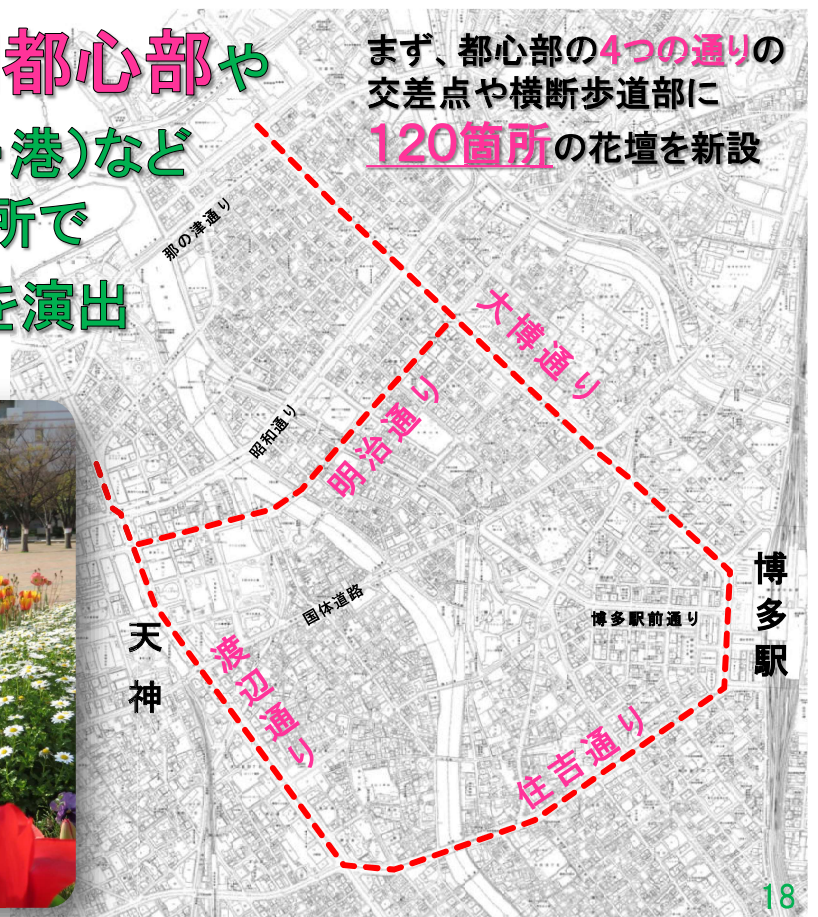 都心部や
・港)など
所で
を演出
まず、都心部の4つの通りの
交差点や横断歩道部に
120箇所の花壇を新設
那の津通り
大博通り
昭和通り
明治通り
国体道路
博多駅前通り
博多駅
天神
渡辺通り
住吉通り
18